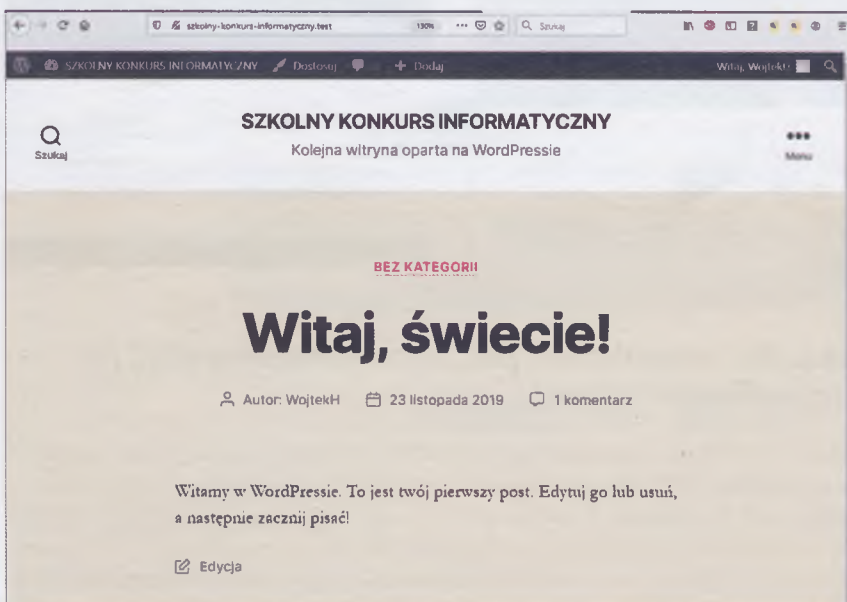 szkolny-konkurs-informatyczny.test 130% Szukaj
SZKOLNY KONKURS INFORMATYCZNY Dostosuj Dodaj Witaj, WojtekH
Szukaj
SZKOLNY KONKURS INFORMATYCZNY
Kolejna witryna oparta na WordPressie
Menu
BEZ KATEGORII
Witaj, świecie!
Autor: WojtekH 23 listopada 2019 1 komentarz
Witamy w WordPressie. To jest twój pierwszy post. Edytuj go lub usuń,
a następnie zacznij pisać!
Edycja